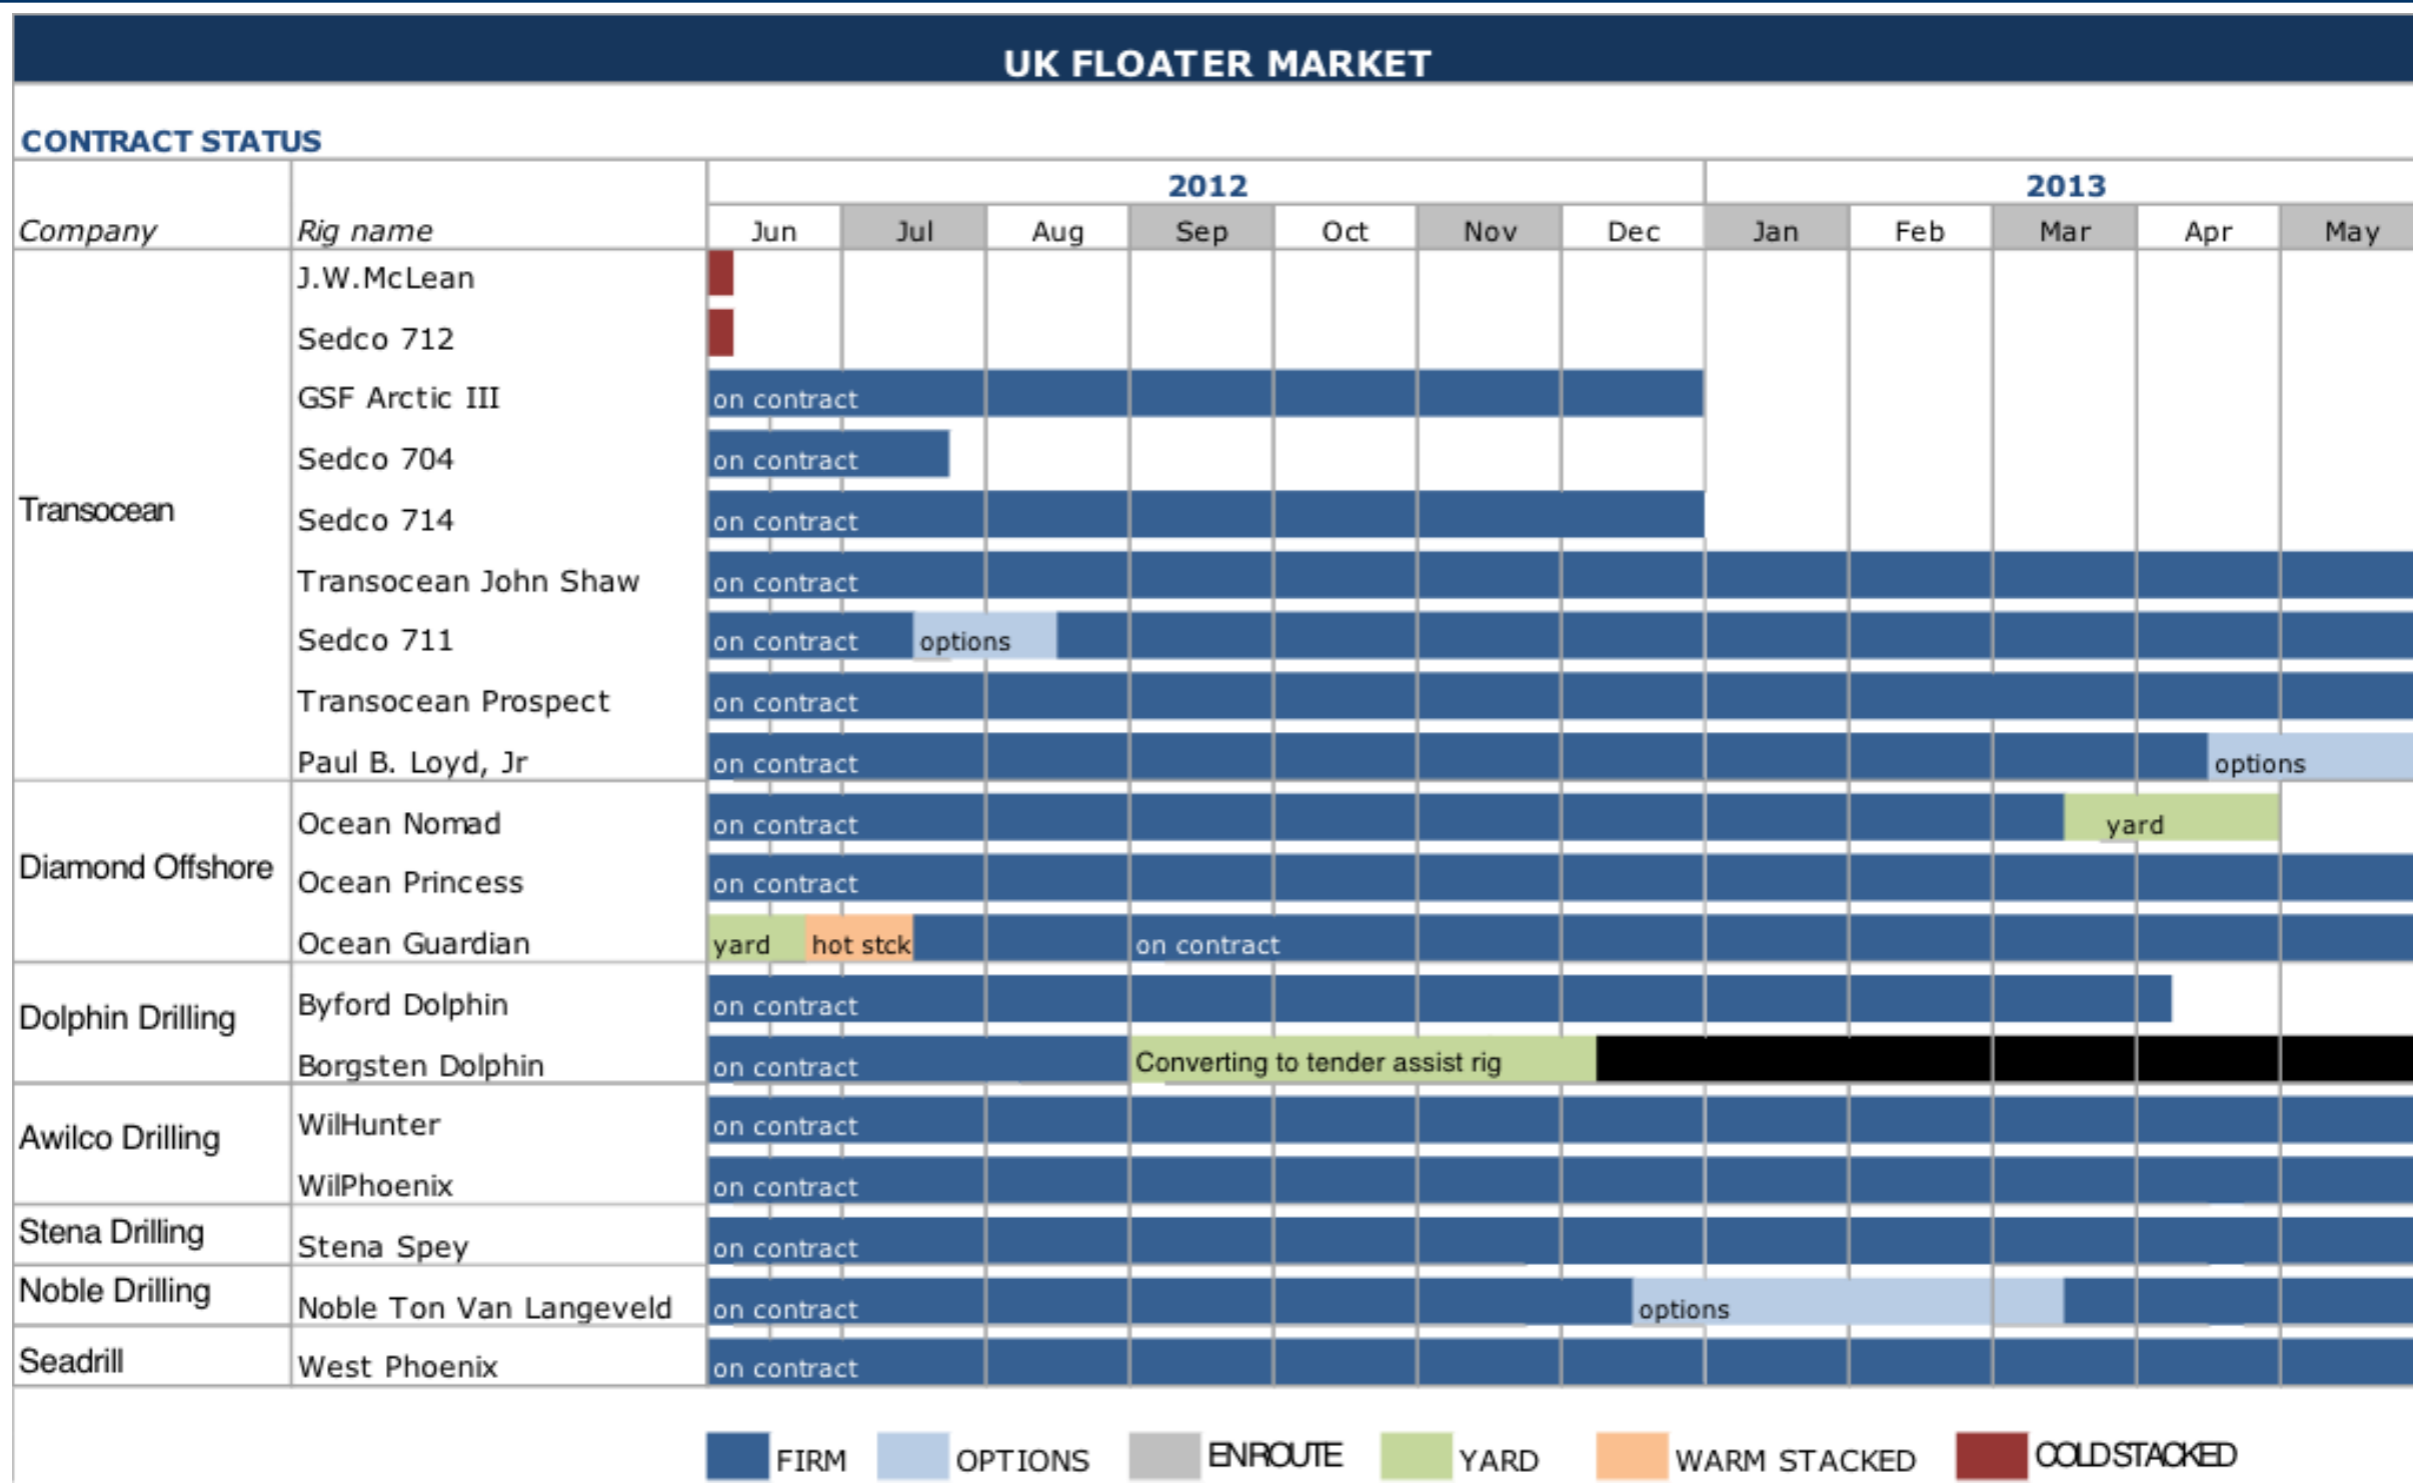 UK FLOATER MARKET
CONTRACT STATUS
2012 2013
Company Rig name Jun Jul Aug Sep Oct Nov Dec Jan Feb Mar Apr May
J.W.McLean
Sedco 712
GSF Arctic III on contract
Sedco 704 on contract
Transocean
Sedco 714 on contract
Transocean John Shaw on contract
Sedco 711 on contract options
Transocean Prospect on contract
Paul B. Loyd, Jr on contract options
Ocean Nomad on contract yard
Diamond Offshore
Ocean Princess on contract
Ocean Guardian yard hot stck on contract
Byford Dolphin on contract
Dolphin Drilling
Borgsten Dolphin on contract Converting to tender assist rig
WilHunter on contract
Awilco Drilling
WilPhoenix on contract
Stena Drilling Stena Spey on contract
Noble Drilling Noble Ton Van Langeveld on contract options
Seadrill West Phoenix on contract
FIRM OPTIONS ENROUTE YARD WARM STACKED COLD STACKED